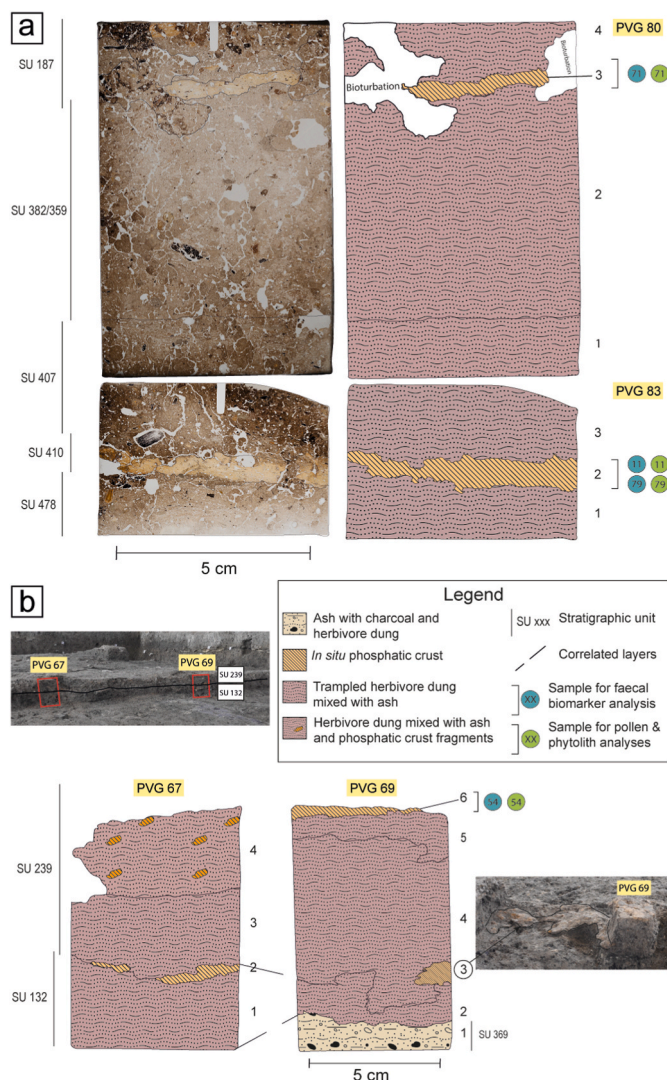 a
SU 187
SU 382/359
SU 407
SU 410
SU 478
Bioturbation
Bioturbation
4
PVG 80
3
71
71
2
1
PVG 83
3
2
11
11
79
79
1
5 cm
b
PVG 67
PVG 69
SU 239
SU 132
Legend
Ash with charcoal and
herbivore dung
In situ phosphatic crust
Trampled herbivore dung
mixed with ash
Herbivore dung mixed with ash
and phosphatic crust fragments
SU xxx
Stratigraphic unit
Correlated layers
XX
Sample for faecal
biomarker analysis
XX
Sample for pollen &
phytolith analyses
PVG 67
SU 239
SU 132
4
3
2
1
PVG 69
6
54
54
5
4
3
2
1
SU 369
PVG 69
5 cm